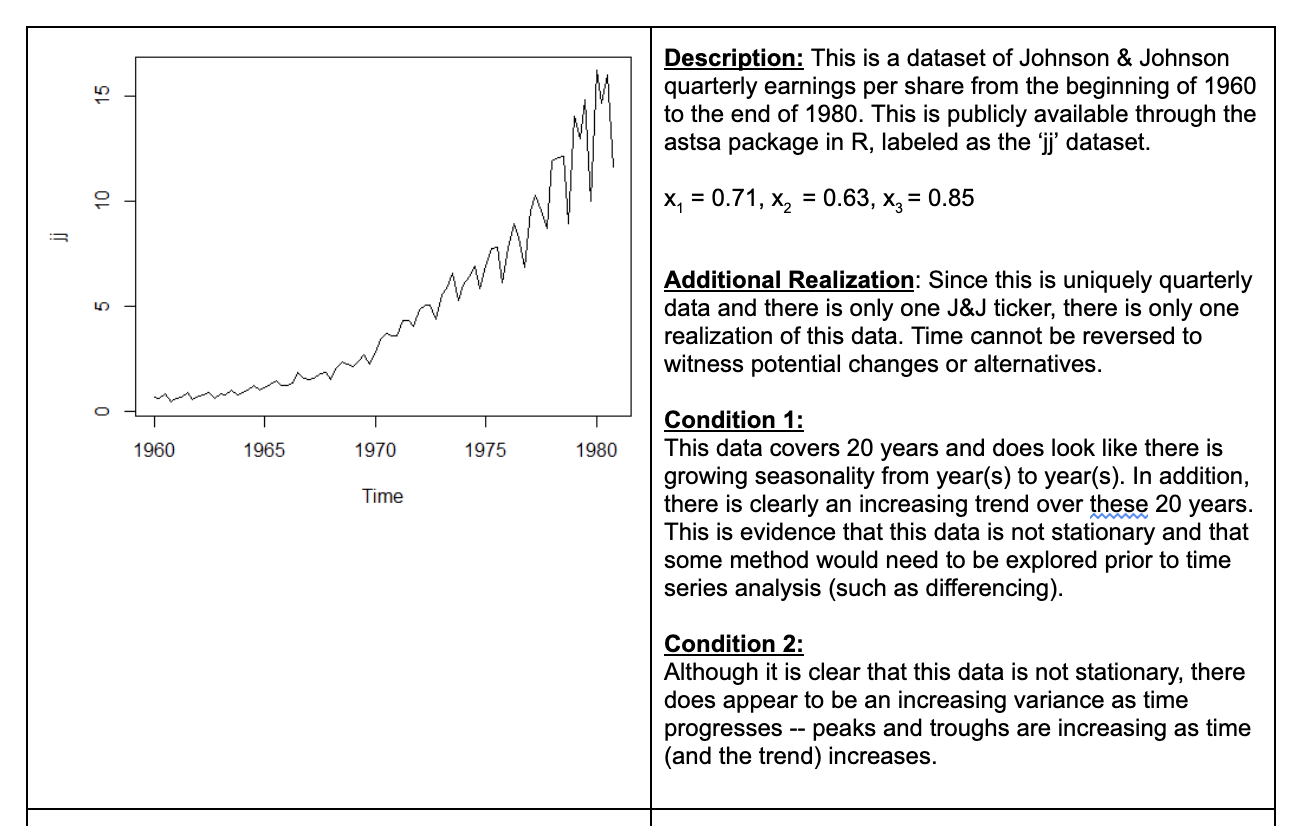 15
10
jj
5
0
1960 1965 1970 1975 1980
Time
Description: This is a dataset of Johnson & Johnson
quarterly earnings per share from the beginning of 1960
to the end of 1980. This is publicly available through the
astsa package in R, labeled as the ‘jj’ dataset.
x₁ = 0.71, x₂ = 0.63, x₃ = 0.85
Additional Realization: Since this is uniquely quarterly
data and there is only one J&J ticker, there is only one
realization of this data. Time cannot be reversed to
witness potential changes or alternatives.
Condition 1:
This data covers 20 years and does look like there is
growing seasonality from year(s) to year(s). In addition,
there is clearly an increasing trend over these 20 years.
This is evidence that this data is not stationary and that
some method would need to be explored prior to time
series analysis (such as differencing).
Condition 2:
Although it is clear that this data is not stationary, there
does appear to be an increasing variance as time
progresses -- peaks and troughs are increasing as time
(and the trend) increases.